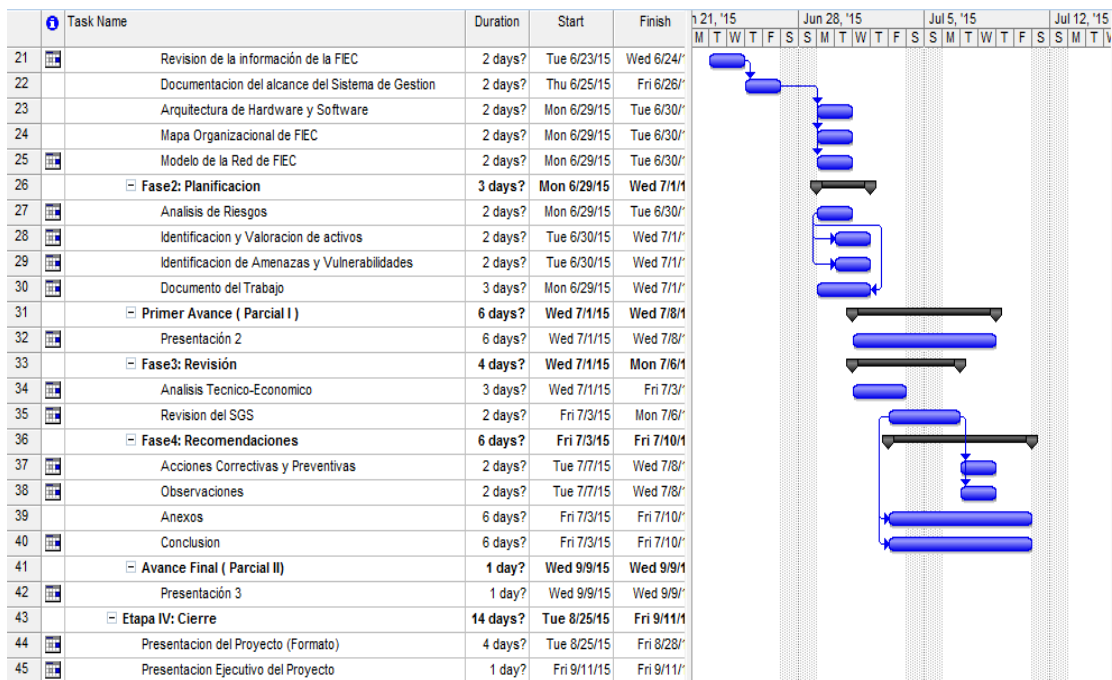 Task Name Duration Start Finish 1 21, '15 Jun 28, '15 Jul 5, '15 Jul 12, '15
M T W T F S S M T W T F S S M T W T F S S M T W
21 Revision de la información de la FIEC 2 days? Tue 6/23/15 Wed 6/24/
22 Documentacion del alcance del Sistema de Gestion 2 days? Thu 6/25/15 Fri 6/26/
23 Arquitectura de Hardware y Software 2 days? Mon 6/29/15 Tue 6/30/
24 Mapa Organizacional de FIEC 2 days? Mon 6/29/15 Tue 6/30/
25 Modelo de la Red de FIEC 2 days? Mon 6/29/15 Tue 6/30/
26 Fase2: Planificacion 3 days? Mon 6/29/15 Wed 7/1/1
27 Analisis de Riesgos 2 days? Mon 6/29/15 Tue 6/30/
28 Identificacion y Valoracion de activos 2 days? Tue 6/30/15 Wed 7/1/
29 Identificacion de Amenazas y Vulnerabilidades 2 days? Tue 6/30/15 Wed 7/1/
30 Documento del Trabajo 3 days? Mon 6/29/15 Wed 7/1/
31 Primer Avance ( Parcial I ) 6 days? Wed 7/1/15 Wed 7/8/1
32 Presentación 2 6 days? Wed 7/1/15 Wed 7/8/
33 Fase3: Revisión 4 days? Wed 7/1/15 Mon 7/6/1
34 Analisis Tecnico-Economico 3 days? Wed 7/1/15 Fri 7/3/
35 Revision del SGS 2 days? Fri 7/3/15 Mon 7/6/
36 Fase4: Recomendaciones 6 days? Fri 7/3/15 Fri 7/10/1
37 Acciones Correctivas y Preventivas 2 days? Tue 7/7/15 Wed 7/8/
38 Observaciones 2 days? Tue 7/7/15 Wed 7/8/
39 Anexos 6 days? Fri 7/3/15 Fri 7/10/
40 Conclusion 6 days? Fri 7/3/15 Fri 7/10/
41 Avance Final ( Parcial II) 1 day? Wed 9/9/15 Wed 9/9/1
42 Presentación 3 1 day? Wed 9/9/15 Wed 9/9/
43 Etapa IV: Cierre 14 days? Tue 8/25/15 Fri 9/11/1
44 Presentacion del Proyecto (Formato) 4 days? Tue 8/25/15 Fri 8/28/
45 Presentacion Ejecutivo del Proyecto 1 day? Fri 9/11/15 Fri 9/11/